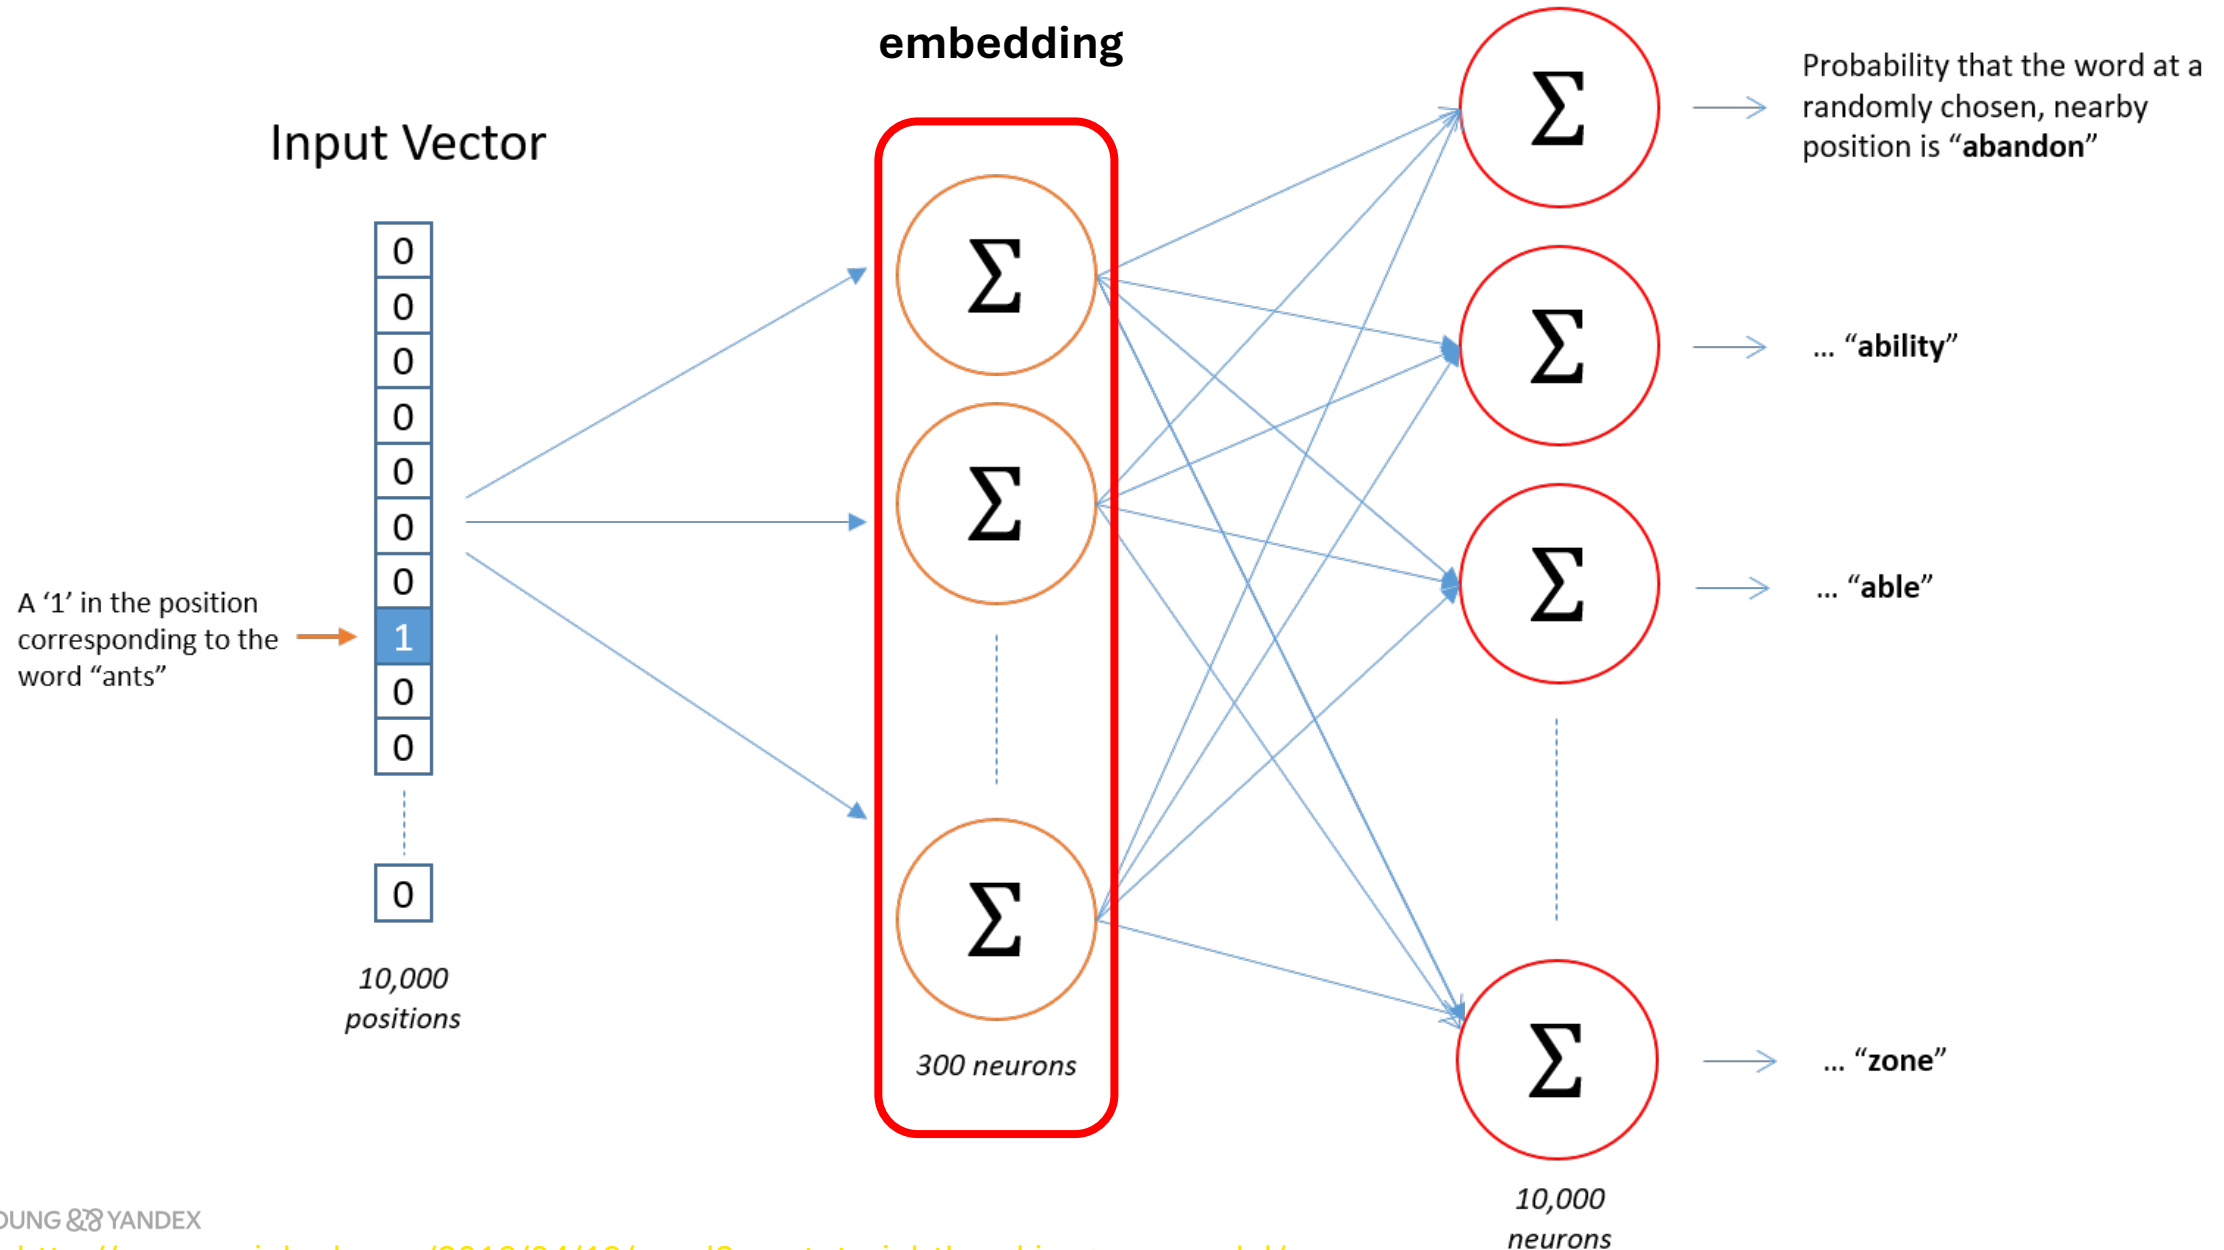 embedding
Input Vector
0
0
0
0
0
0
0
1
0
0
0
A ‘1’ in the position
corresponding to the
word “ants”
10,000
positions
Σ
Σ
Σ
300 neurons
Σ
Σ
Σ
Σ
10,000
neurons
Probability that the word at a
randomly chosen, nearby
position is “abandon”
... “ability”
... “able”
... “zone”
YANDEX